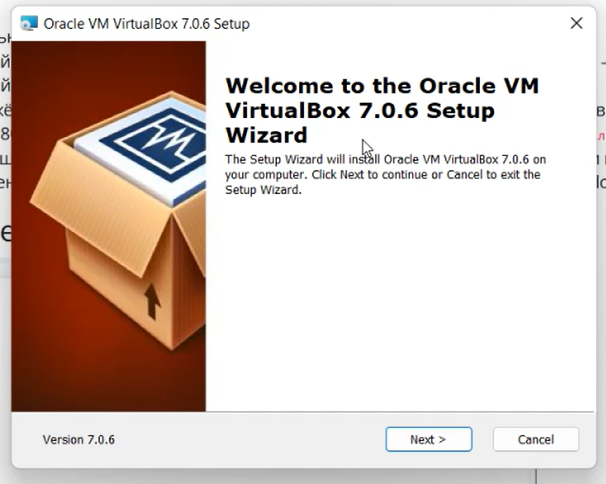 Oracle VM VirtualBox 7.0.6 Setup
Welcome to the Oracle VM
VirtualBox 7.0.6 Setup
Wizard
The Setup Wizard will install Oracle VM VirtualBox 7.0.6 on
your computer. Click Next to continue or Cancel to exit the
Setup Wizard.
Version 7.0.6
Next >
Cancel